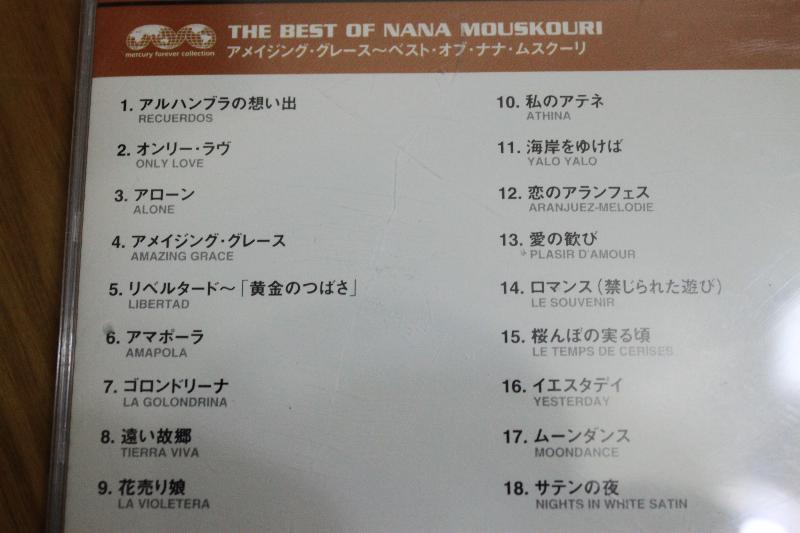 THE BEST OF NANA MOUSKOURI
mercury forever collection
アメイジング・グレース〜ベスト・オブ・ナナ・ムスクーリ
1. アルハンブラの想い出
RECUERDOS
2. オンリー・ラヴ
ONLY LOVE
3. アローン
ALONE
4. アメイジング・グレース
AMAZING GRACE
5. リベルタード〜「黄金のつばさ」
LIBERTAD
6. アマポーラ
AMAPOLA
7. ゴロンドリーナ
LA GOLONDRINA
8. 遠い故郷
TIERRA VIVA
9. 花売り娘
LA VIOLETERA
10. 私のアテネ
ATHINA
11. 海岸をゆけば
YALO YALO
12. 恋のアランフェス
ARANJUEZ-MELODIE
13. 愛の歓び
PLASIR D'AMOUR
14. ロマンス（禁じられた遊び）
LE SOUVENIR
15. 桜んぼの実る頃
LE TEMPS DE CERISES
16. イエスタデイ
YESTERDAY
17. ムーンダンス
MOONDANCE
18. サテンの夜
NIGHTS IN WHITE SATIN